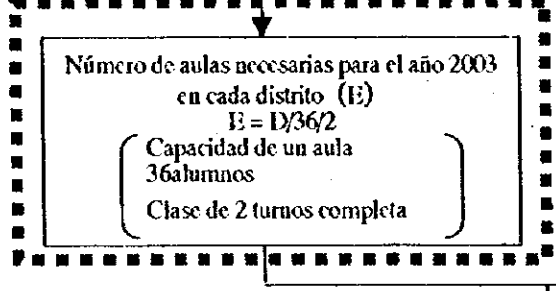 Número de aulas necesarias para el año 2003
en cada distrito (E)
E = D/36/2
Capacidad de un aula
36alumnos
Clase de 2 turnos completa